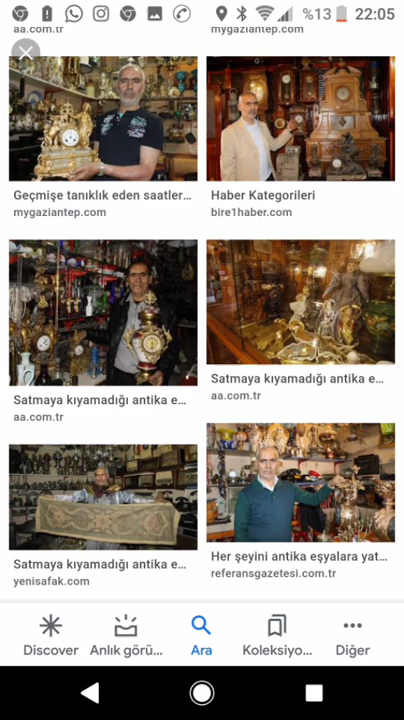 %13 22:05
aa.com.tr
mygaziantep.com
Geçmişe tanıklık eden saatler...
mygaziantep.com
Haber Kategorileri
bire1haber.com
Satmaya kıyamadığı antika e...
aa.com.tr
Satmaya kıyamadığı antika e...
aa.com.tr
Satmaya kıyamadığı antika e...
yenisafak.com
Her şeyini antika eşyalara yat...
referansgazetesi.com.tr
Discover Anlık görü... Ara Koleksiyo... Diğer